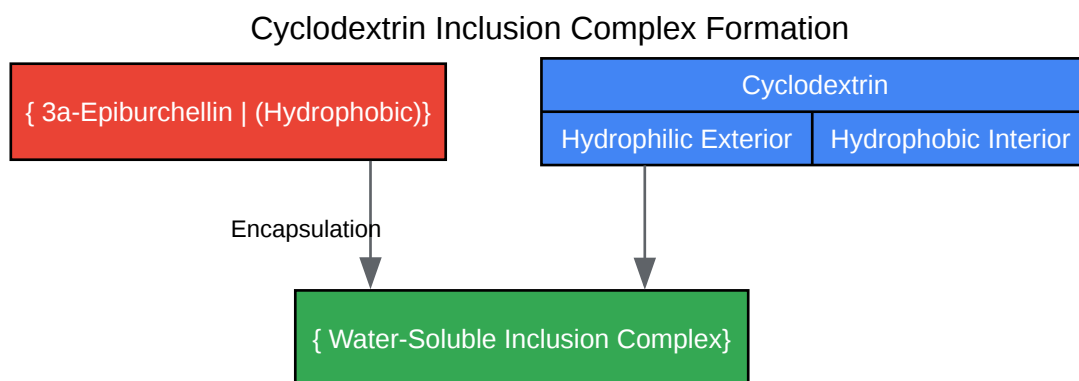 Cyclodextrin Inclusion Complex Formation
{ 3a-Epiburchellin | (Hydrophobic)}
Cyclodextrin
Hydrophilic Exterior
Hydrophobic Interior
Encapsulation
{ Water-Soluble Inclusion Complex}